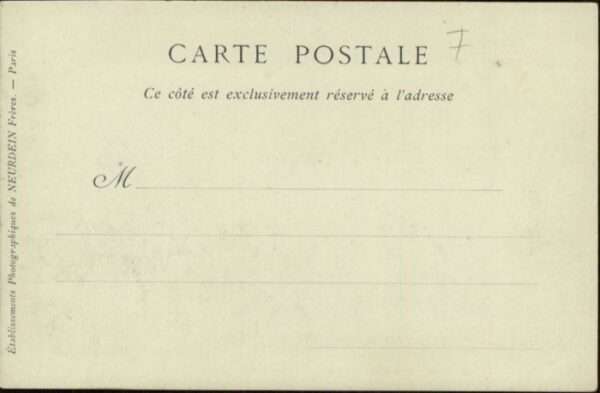 CARTE POSTALE 7
Ce côté est exclusivement réservé à l'adresse
M
Établissements Photographiques de NEURDEIN Frères. — Paris